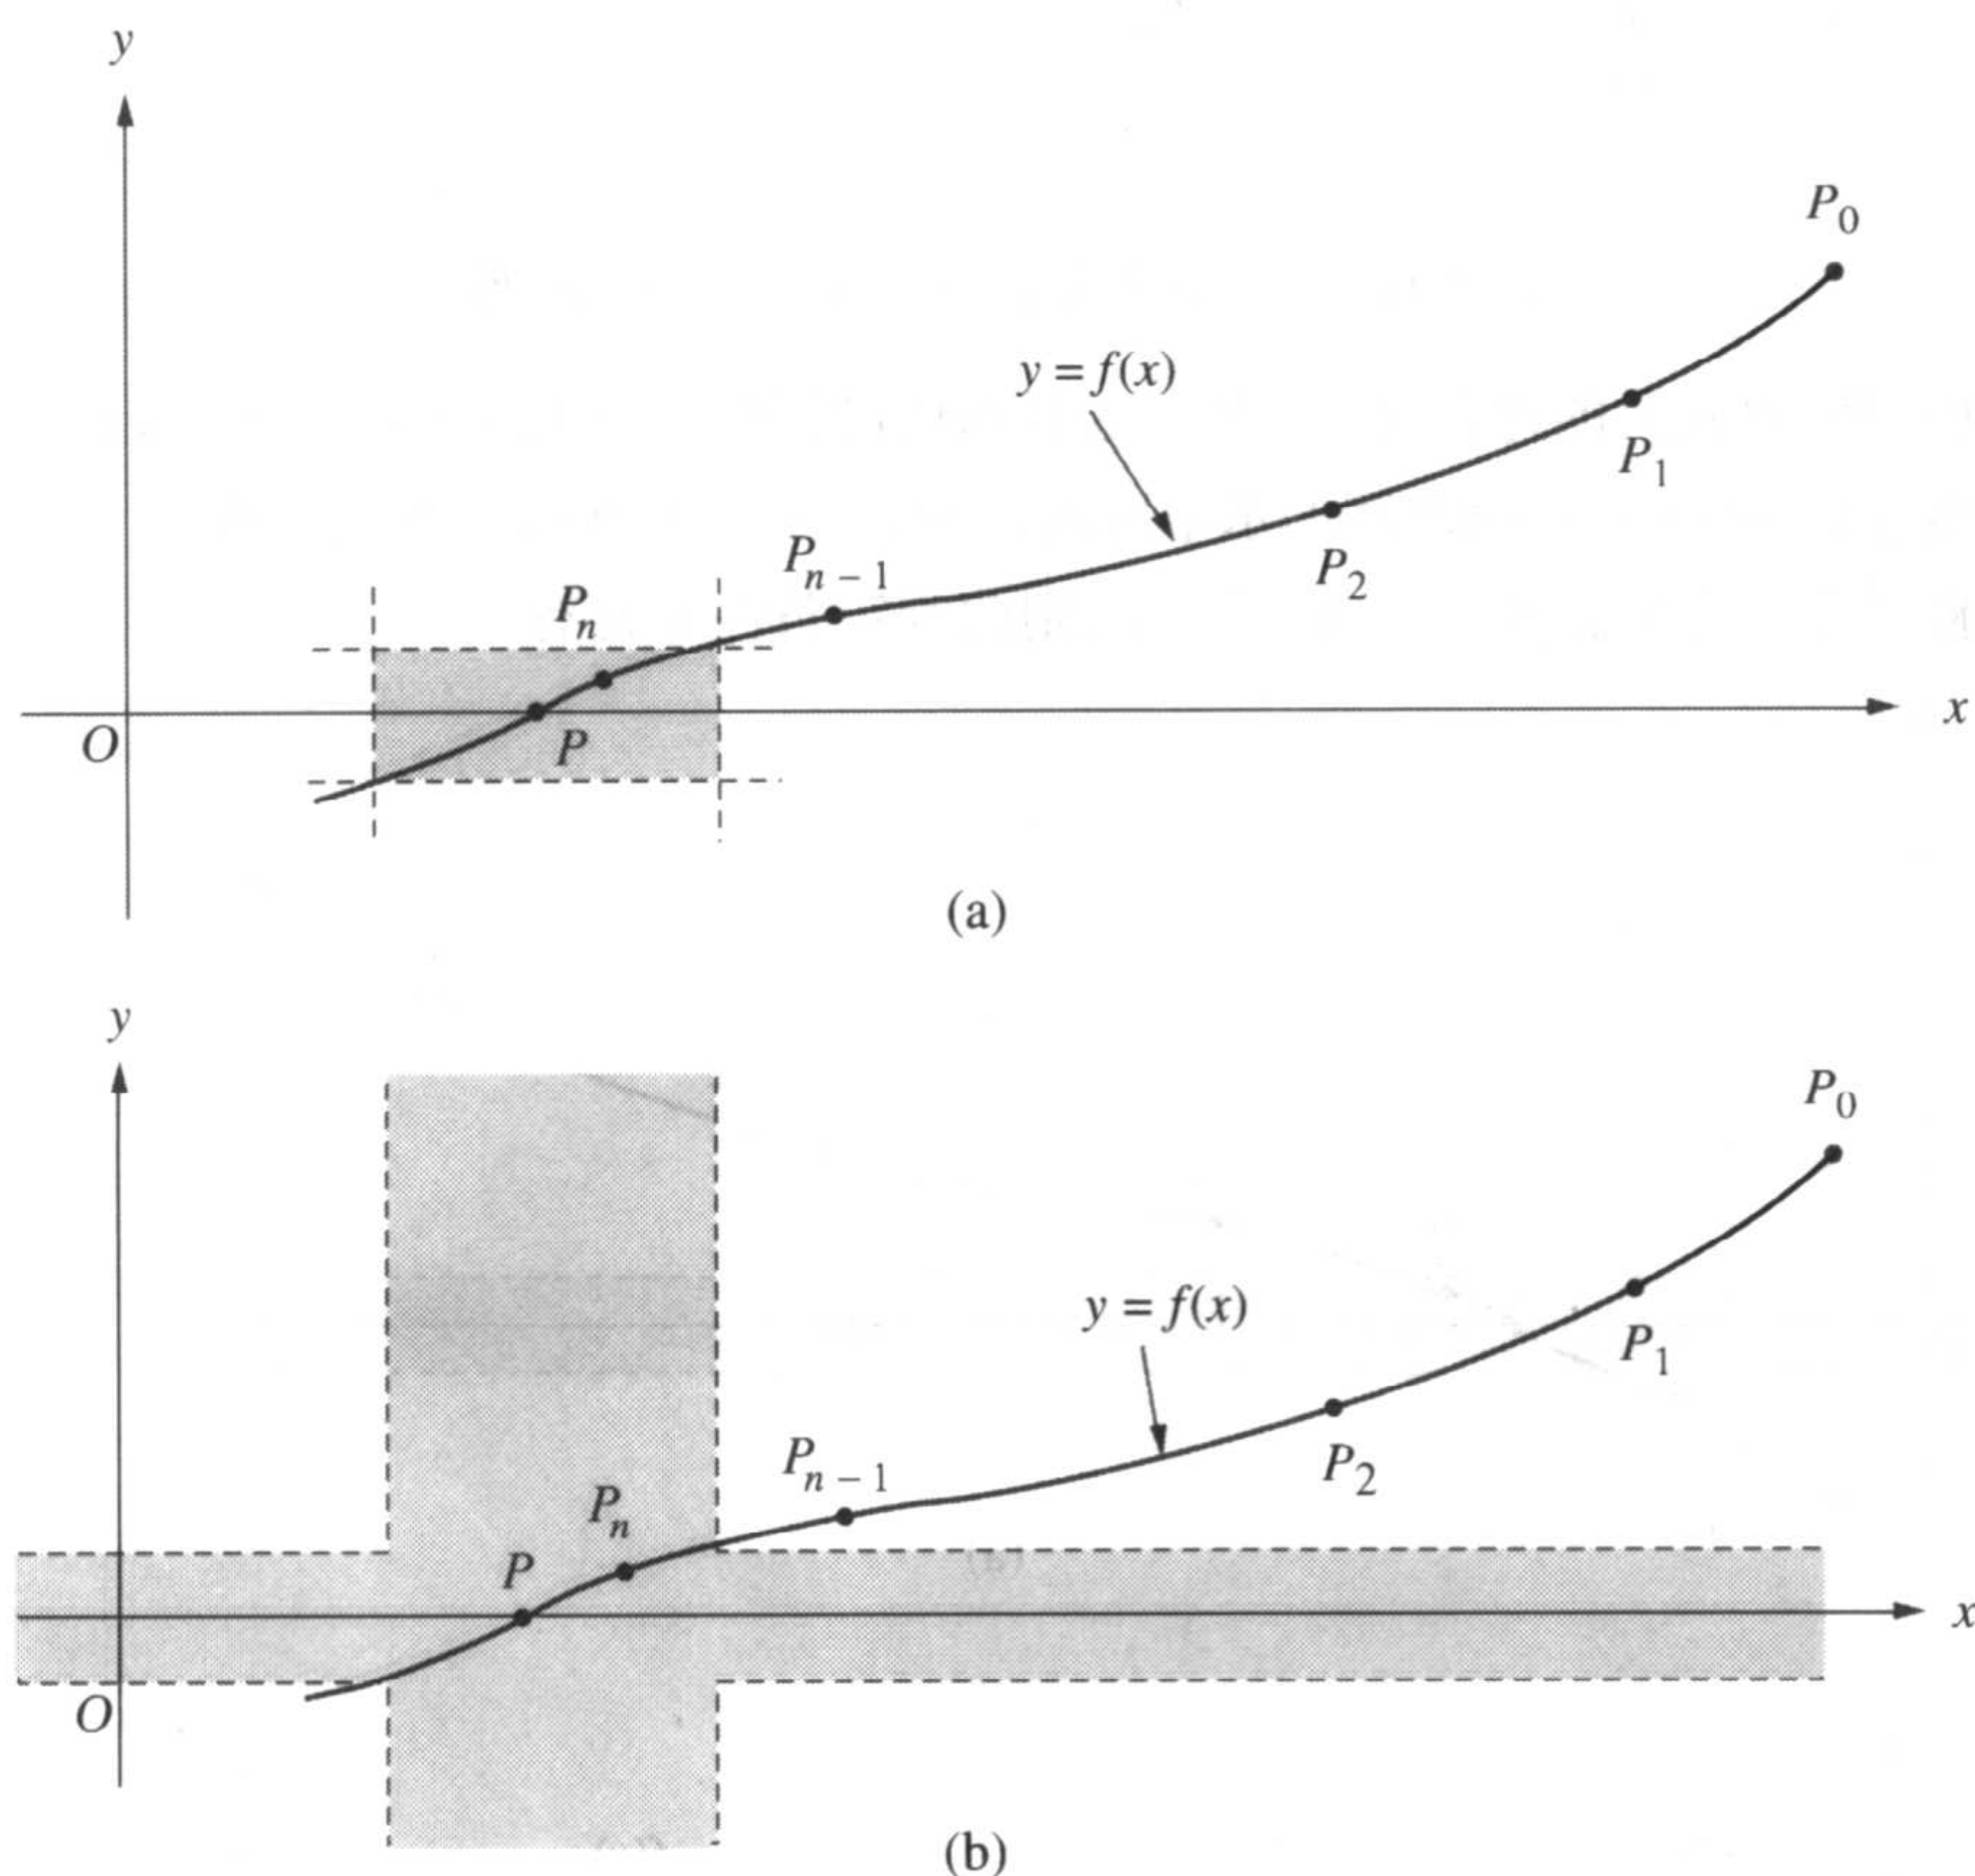 y
P₀
y = f(x)
P₁
P₂
Pₙ₋₁
Pₙ
x
O
P
(a)
y
P₀
y = f(x)
P₁
P₂
Pₙ₋₁
Pₙ
P
x
O
(b)